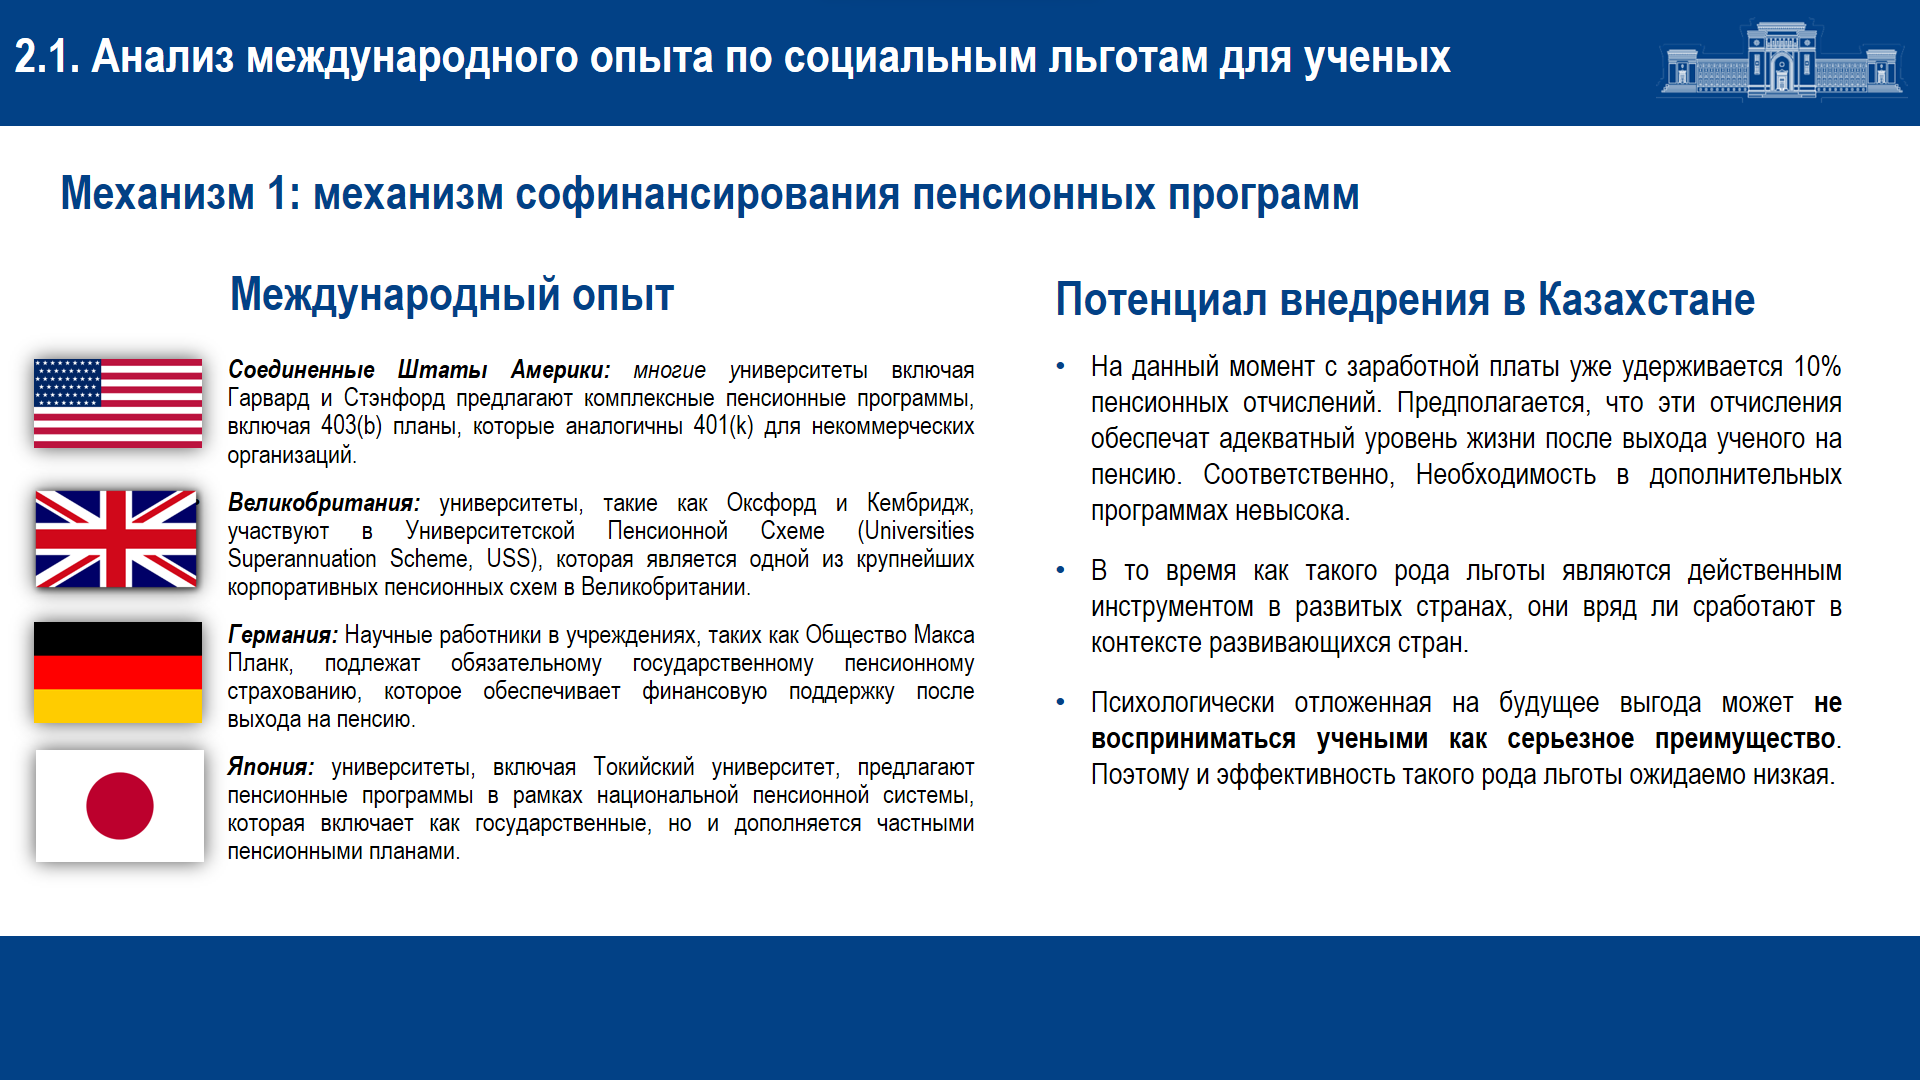 2.1. Анализ международного опыта по социальным льготам для ученых
Механизм 1: механизм софинансирования пенсионных программ
Международный опыт
Соединенные Штаты Америки: многие университеты включая
Гарвард и Стэнфорд предлагают комплексные пенсионные программы,
включая 403(b) планы, которые аналогичны 401(k) для некоммерческих
организаций.
Великобритания: университеты, такие как Оксфорд и Кембридж,
участвуют в Университетской Пенсионной Схеме (Universities
Superannuation Scheme, USS), которая является одной из крупнейших
корпоративных пенсионных схем в Великобритании.
Германия: Научные работники в учреждениях, таких как Общество Макса
Планк, подлежат обязательному государственному пенсионному
страхованию, которое обеспечивает финансовую поддержку после
выхода на пенсию.
Япония: университеты, включая Токийский университет, предлагают
пенсионные программы в рамках национальной пенсионной системы,
которая включает как государственные, но и дополняется частными
пенсионными планами.
Потенциал внедрения в Казахстане
• На данный момент с заработной платы уже удерживается 10%
пенсионных отчислений. Предполагается, что эти отчисления
обеспечат адекватный уровень жизни после выхода ученого на
пенсию. Соответственно, Необходимость в дополнительных
программах невысока.
• В то время как такого рода льготы являются действенным
инструментом в развитых странах, они вряд ли сработают в
контексте развивающихся стран.
• Психологически отложенная на будущее выгода может не
восприниматься учеными как серьезное преимущество.
Поэтому и эффективность такого рода льготы ожидаемо низкая.